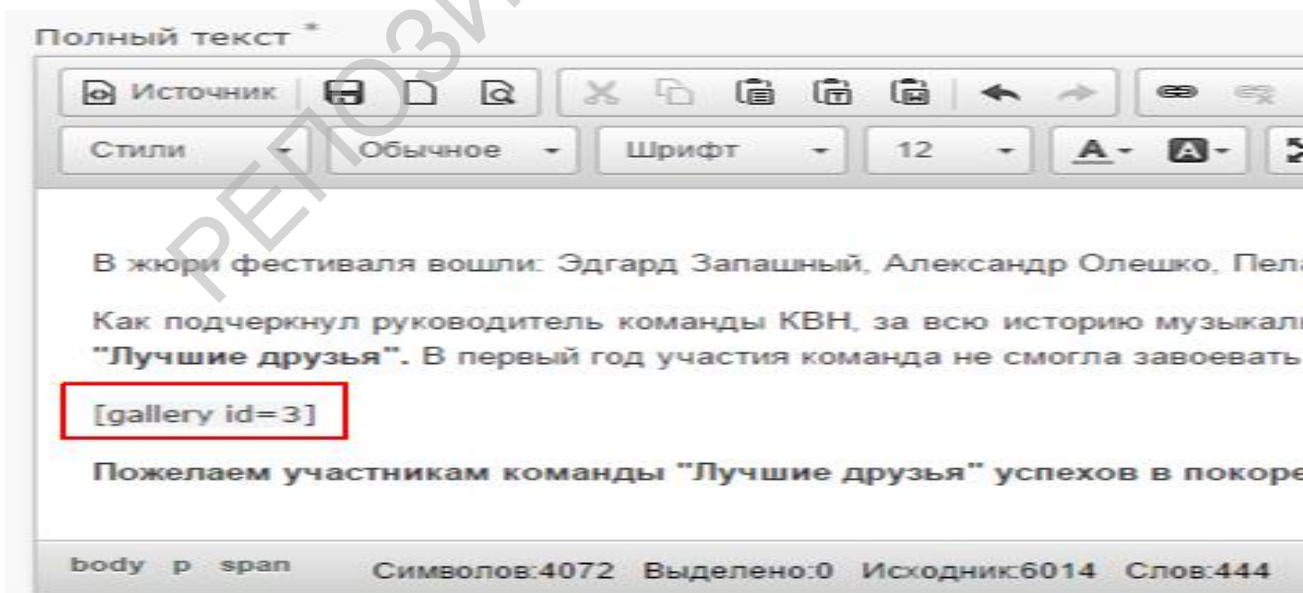 Полный текст *
Источник
Стили Обычное Шрифт 12 A A
В жюри фестиваля вошли: Эдгард Запашный, Александр Олешко,
Как подчеркнул руководитель команды КВН, за всю историю
"Лучшие друзья". В первый год участия команда не смогла завоевать
[gallery id=3]
Пожелаем участникам команды "Лучшие друзья" успехов в
body p span Символов:4072 Выделено:0 Исходник:6014 Слов:444